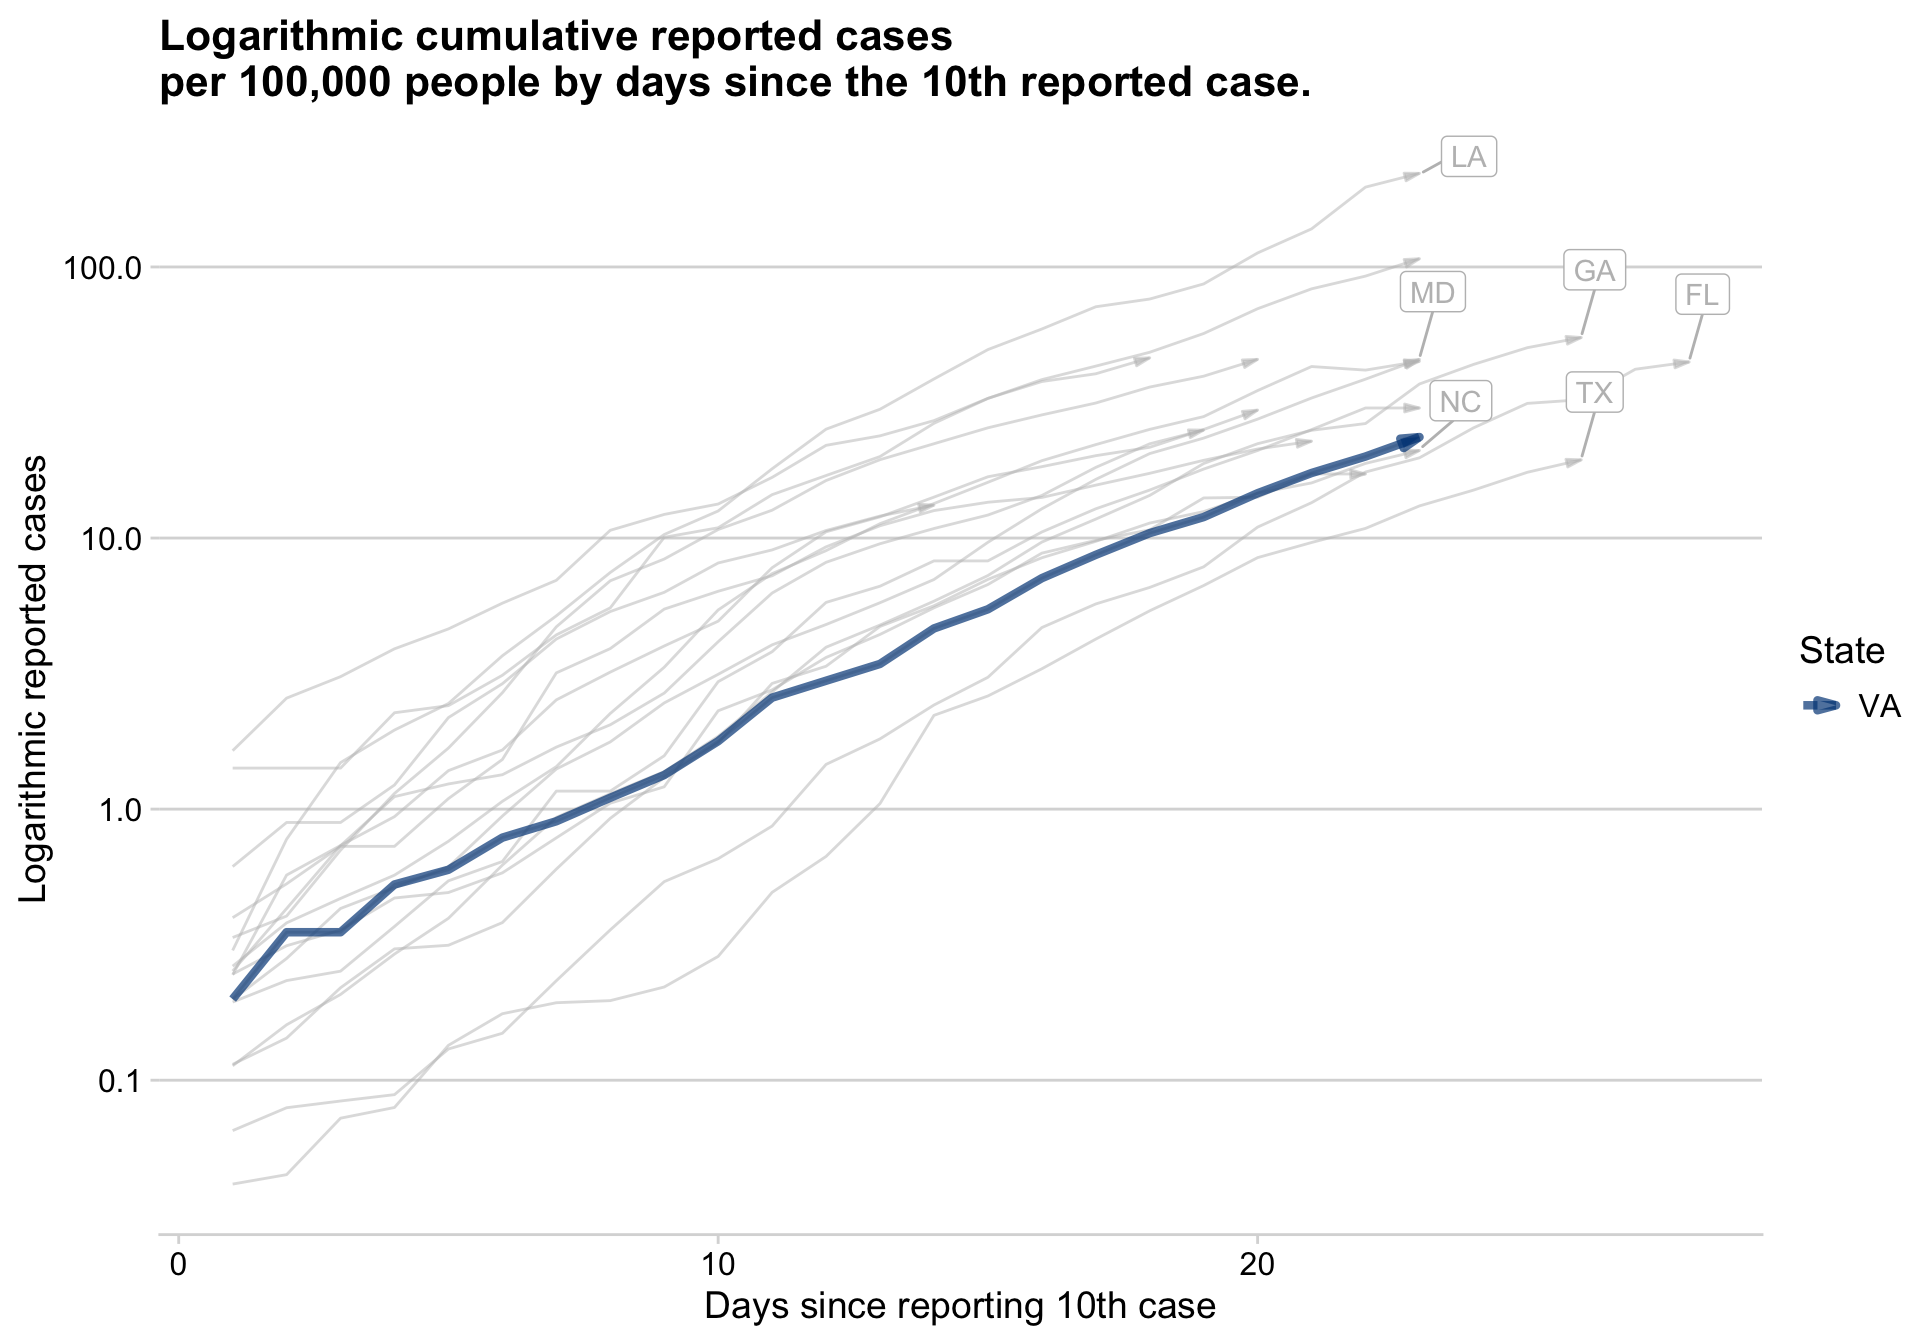 Logarithmic cumulative reported cases
per 100,000 people by days since the 10th reported case.
LA
100.0
GA
MD
FL
TX
NC
10.0
Logarithmic reported cases
State
VA
1.0
0.1
0
10
20
Days since reporting 10th case